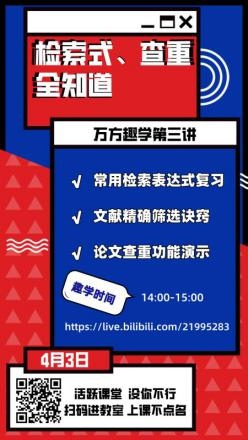 检索式、查重
全知道
万方趣学第三讲
√ 常用检索表达式复习
√ 文献精确筛选诀窍
√ 论文查重功能演示
趣学时间
14:00-15:00
https://live.bilibili.com/21995283
4月3日
活跃课堂 没你不行
扫码进教室 上课不点名